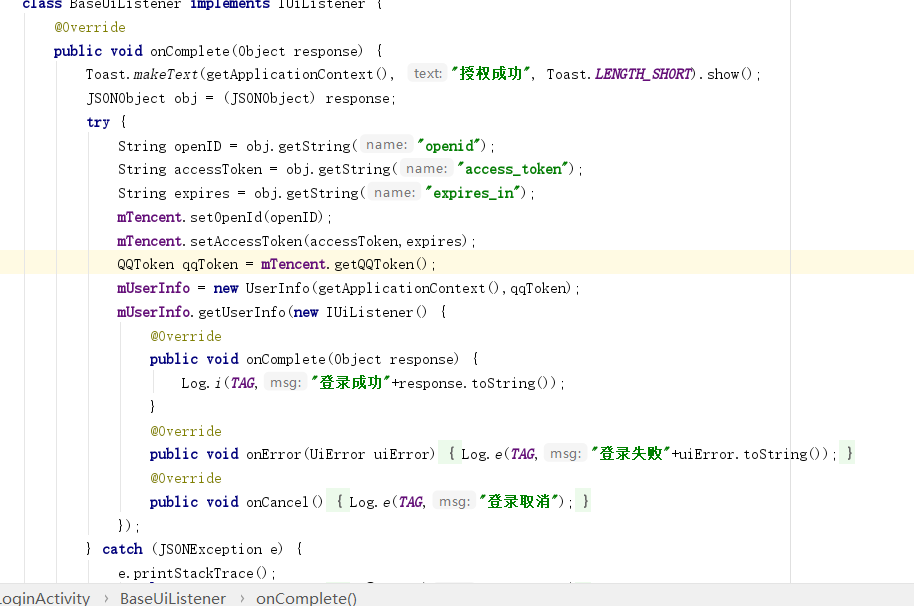 class BaseUiListener implements IUiListener {
@Override
public void onComplete(Object response) {
Toast.makeText(getApplicationContext(), text: "授权成功", Toast.LENGTH_SHORT).show();
JSONObject obj = (JSONObject) response;
try {
String openID = obj.getString( name: "openid");
String accessToken = obj.getString( name: "access_token");
String expires = obj.getString( name: "expires_in");
mTencent.setOpenId(openID);
mTencent.setAccessToken(accessToken,expires);
QQToken qqToken = mTencent.getQQToken();
mUserInfo = new UserInfo(getApplicationContext(),qqToken);
mUserInfo.getUserInfo(new IUiListener() {
@Override
public void onComplete(Object response) {
Log.i(TAG, msg: "登录成功"+response.toString());
}
@Override
public void onError(UiError uiError) { Log.e(TAG, msg: "登录失败"+uiError.toString()); }
@Override
public void onCancel() { Log.e(TAG, msg: "登录取消"); }
});
} catch (JSONException e) {
e.printStackTrace();
LoginActivity › BaseUiListener › onComplete()